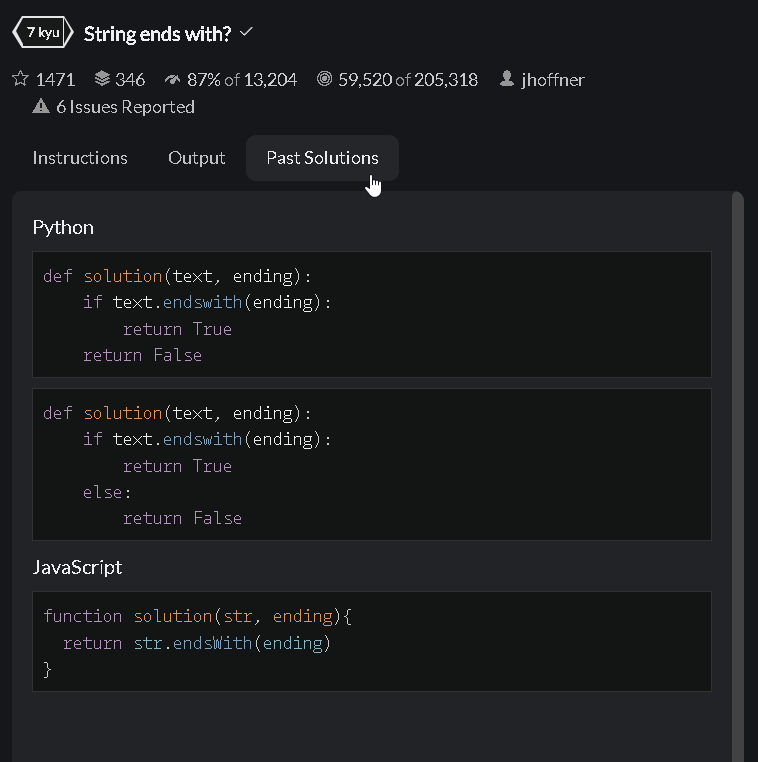 7 kyu String ends with?
1471 346 87% of 13,204 59,520 of 205,318 jhoffner
6 Issues Reported
Instructions Output Past Solutions
Python
def solution(text, ending):
    if text.endswith(ending):
        return True
    return False
def solution(text, ending):
    if text.endswith(ending):
        return True
    else:
        return False
JavaScript
function solution(str, ending){
  return str.endsWith(ending)
}